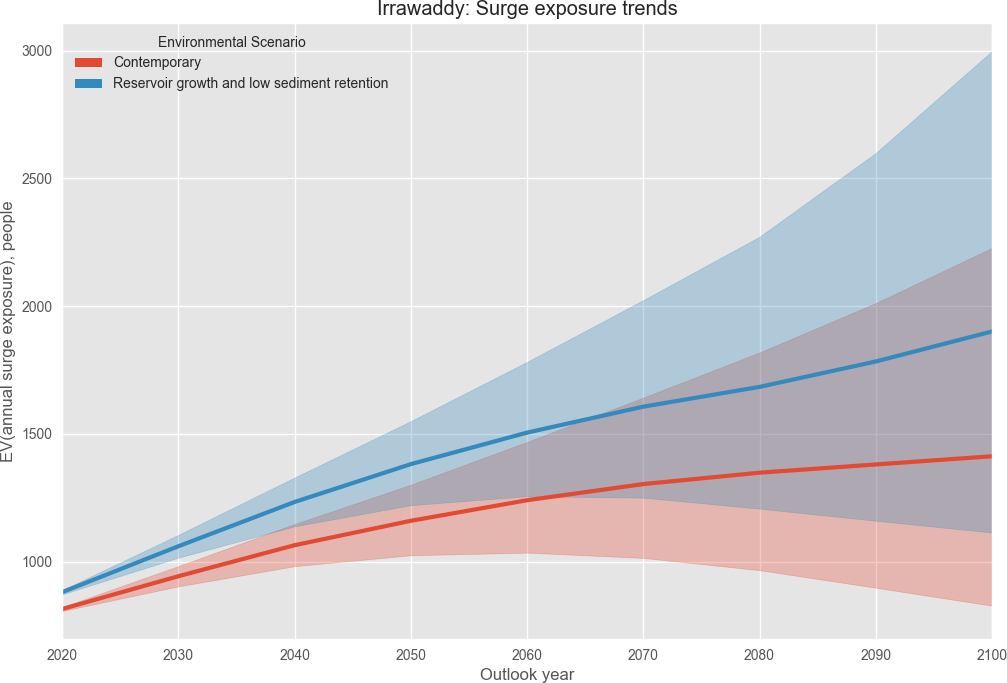 Irrawaddy: Surge exposure trends
Environmental Scenario
Contemporary
Reservoir growth and low sediment retention
EV(annual surge exposure), people
3000
2500
2000
1500
1000
2020 2030 2040 2050 2060 2070 2080 2090 2100
Outlook year